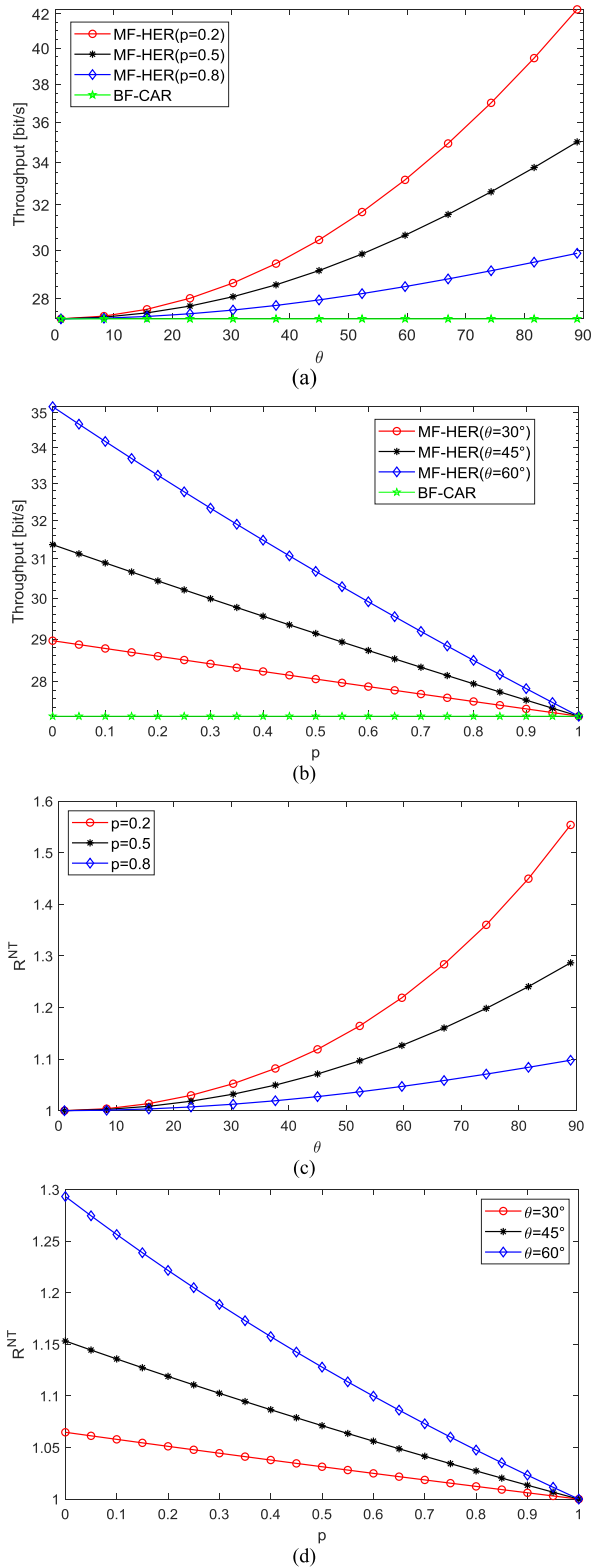 42
40
38
36
34
32
30
28
Throughput [bit/s]
MF-HER(p=0.2)
MF-HER(p=0.5)
MF-HER(p=0.8)
BF-CAR
0 10 20 30 40 50 60 70 80 90
θ
(a)
35
34
33
32
31
30
29
28
Throughput [bit/s]
MF-HER(θ=30°)
MF-HER(θ=45°)
MF-HER(θ=60°)
BF-CAR
0 0.1 0.2 0.3 0.4 0.5 0.6 0.7 0.8 0.9 1
p
(b)
1.6
1.5
1.4
1.3
1.2
1.1
1
R^NT
p=0.2
p=0.5
p=0.8
0 10 20 30 40 50 60 70 80 90
θ
(c)
1.3
1.25
1.2
1.15
1.1
1.05
1
R^NT
θ=30°
θ=45°
θ=60°
0 0.1 0.2 0.3 0.4 0.5 0.6 0.7 0.8 0.9 1
p
(d)